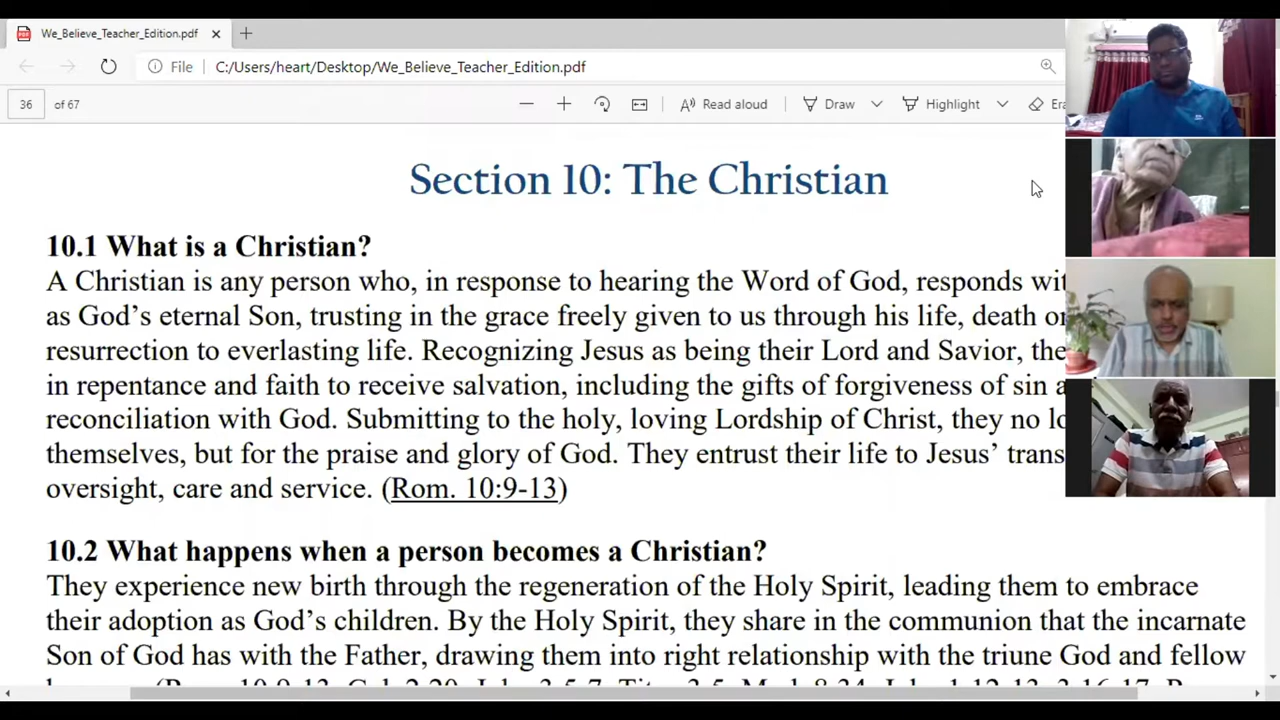 We_Believe_Teacher_Edition.pdf
File C:/Users/heart/Desktop/We_Believe_Teacher_Edition.pdf
36 of 67 Read aloud Draw Highlight
Section 10: The Christian
10.1 What is a Christian?
A Christian is any person who, in response to hearing the Word of God, responds
as God’s eternal Son, trusting in the grace freely given to us through his life, death
resurrection to everlasting life. Recognizing Jesus as being their Lord and Savior,
in repentance and faith to receive salvation, including the gifts of forgiveness of sin
reconciliation with God. Submitting to the holy, loving Lordship of Christ, they no
themselves, but for the praise and glory of God. They entrust their life to Jesus’
oversight, care and service. (Rom. 10:9-13)
10.2 What happens when a person becomes a Christian?
They experience new birth through the regeneration of the Holy Spirit, leading them to embrace
their adoption as God’s children. By the Holy Spirit, they share in the communion that the incarnate
Son of God has with the Father, drawing them into right relationship with the triune God and fellow